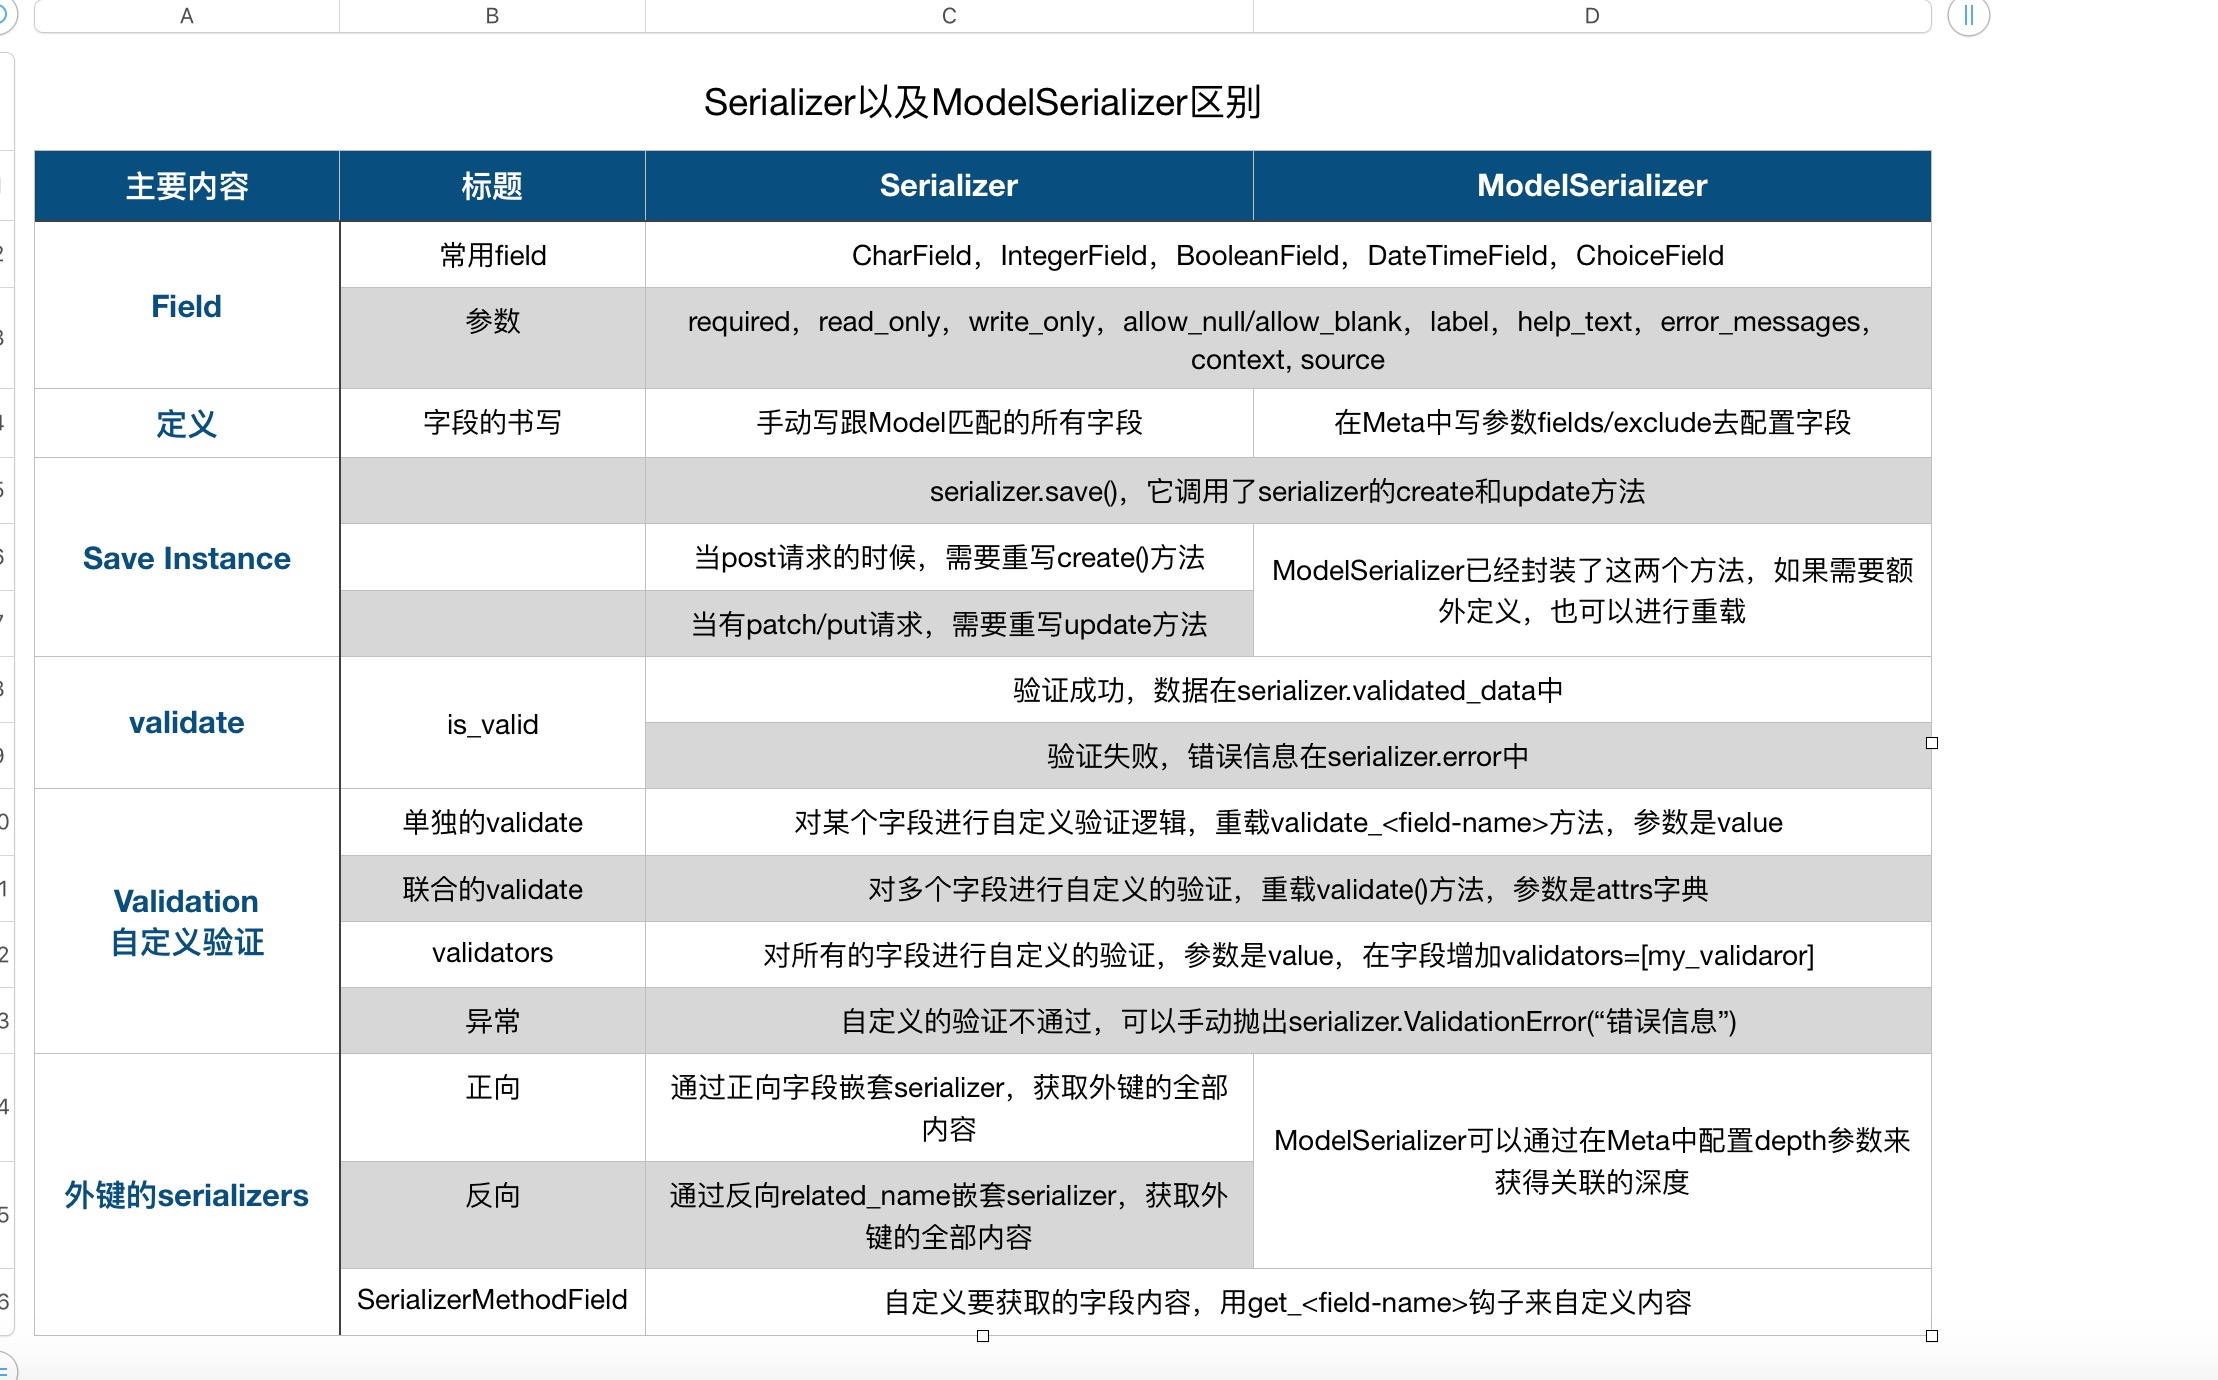 A B C D
Serializer以及ModelSerializer区别
主要内容 标题 Serializer ModelSerializer
Field
常用field CharField，IntegerField，BooleanField，DateTimeField，ChoiceField
参数 required，read_only，write_only，allow_null/allow_blank，label，help_text，error_messages，
context, source
定义 字段的书写 手动写跟Model匹配的所有字段 在Meta中写参数fields/exclude去配置字段
Save Instance
serializer.save()，它调用了serializer的create和update方法
当post请求的时候，需要重写create()方法
当有patch/put请求，需要重写update方法
ModelSerializer已经封装了这两个方法，如果需要额
外定义，也可以进行重载
validate
is_valid
验证成功，数据在serializer.validated_data中
验证失败，错误信息在serializer.error中
Validation
自定义验证
单独的validate 对某个字段进行自定义验证逻辑，重载validate_<field-name>方法，参数是value
联合的validate 对多个字段进行自定义的验证，重载validate()方法，参数是attrs字典
validators 对所有的字段进行自定义的验证，参数是value，在字段增加validators=[my_validaror]
异常 自定义的验证不通过，可以手动抛出serializer.ValidationError(“错误信息”)
外键的serializers
正向 通过正向字段嵌套serializer，获取外键的全部
内容
反向 通过反向related_name嵌套serializer，获取外
键的全部内容
ModelSerializer可以通过在Meta中配置depth参数来
获得关联的深度
SerializerMethodField 自定义要获取的字段内容，用get_<field-name>钩子来自定义内容